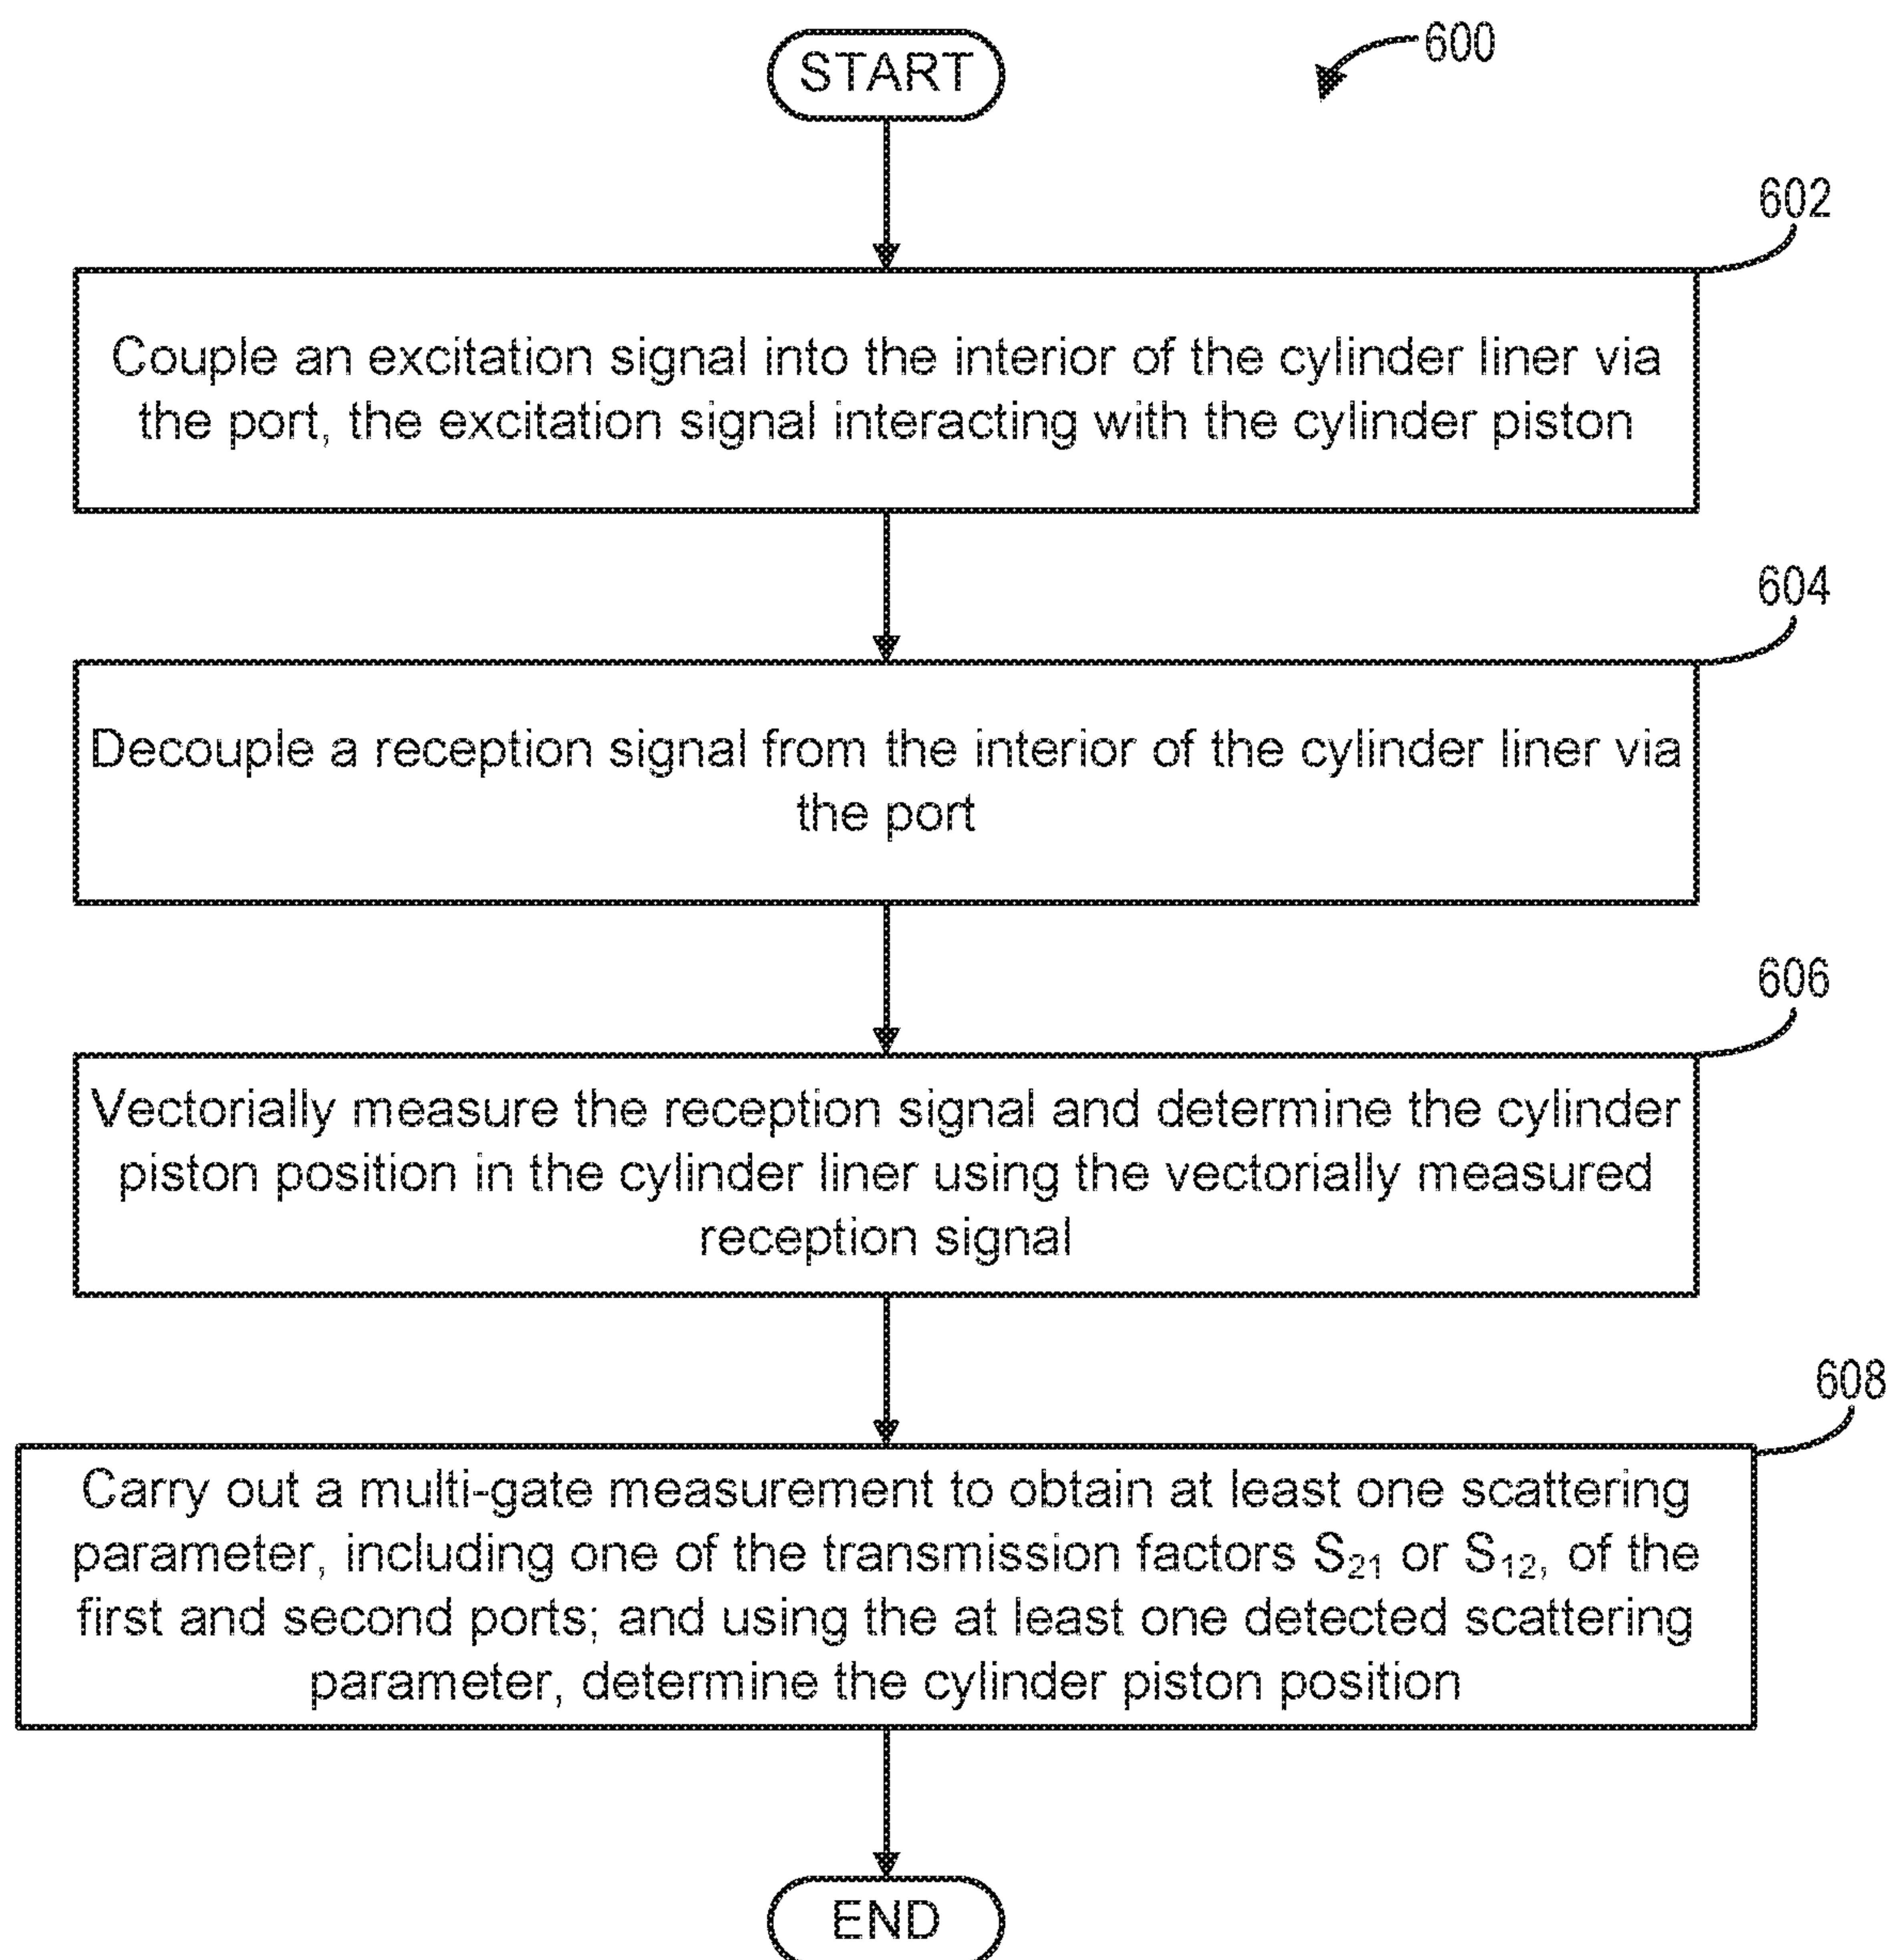 START
600
602
Couple an excitation signal into the interior of the cylinder liner via
the port, the excitation signal interacting with the cylinder piston
604
Decouple a reception signal from the interior of the cylinder liner via
the port
606
Vectorially measure the reception signal and determine the cylinder
piston position in the cylinder liner using the vectorially measured
reception signal
608
Carry out a multi-gate measurement to obtain at least one scattering
parameter, including one of the transmission factors S₂₁ or S₁₂, of the
first and second ports; and using the at least one detected scattering
parameter, determine the cylinder piston position
END